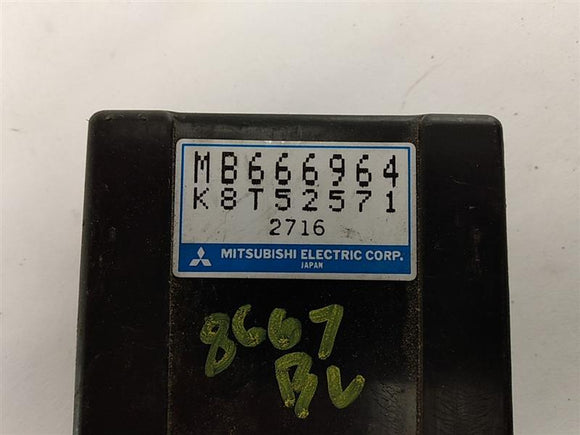 MB666964
K8T52571
2716
MITSUBISHI ELECTRIC CORP.
JAPAN
8667
BV